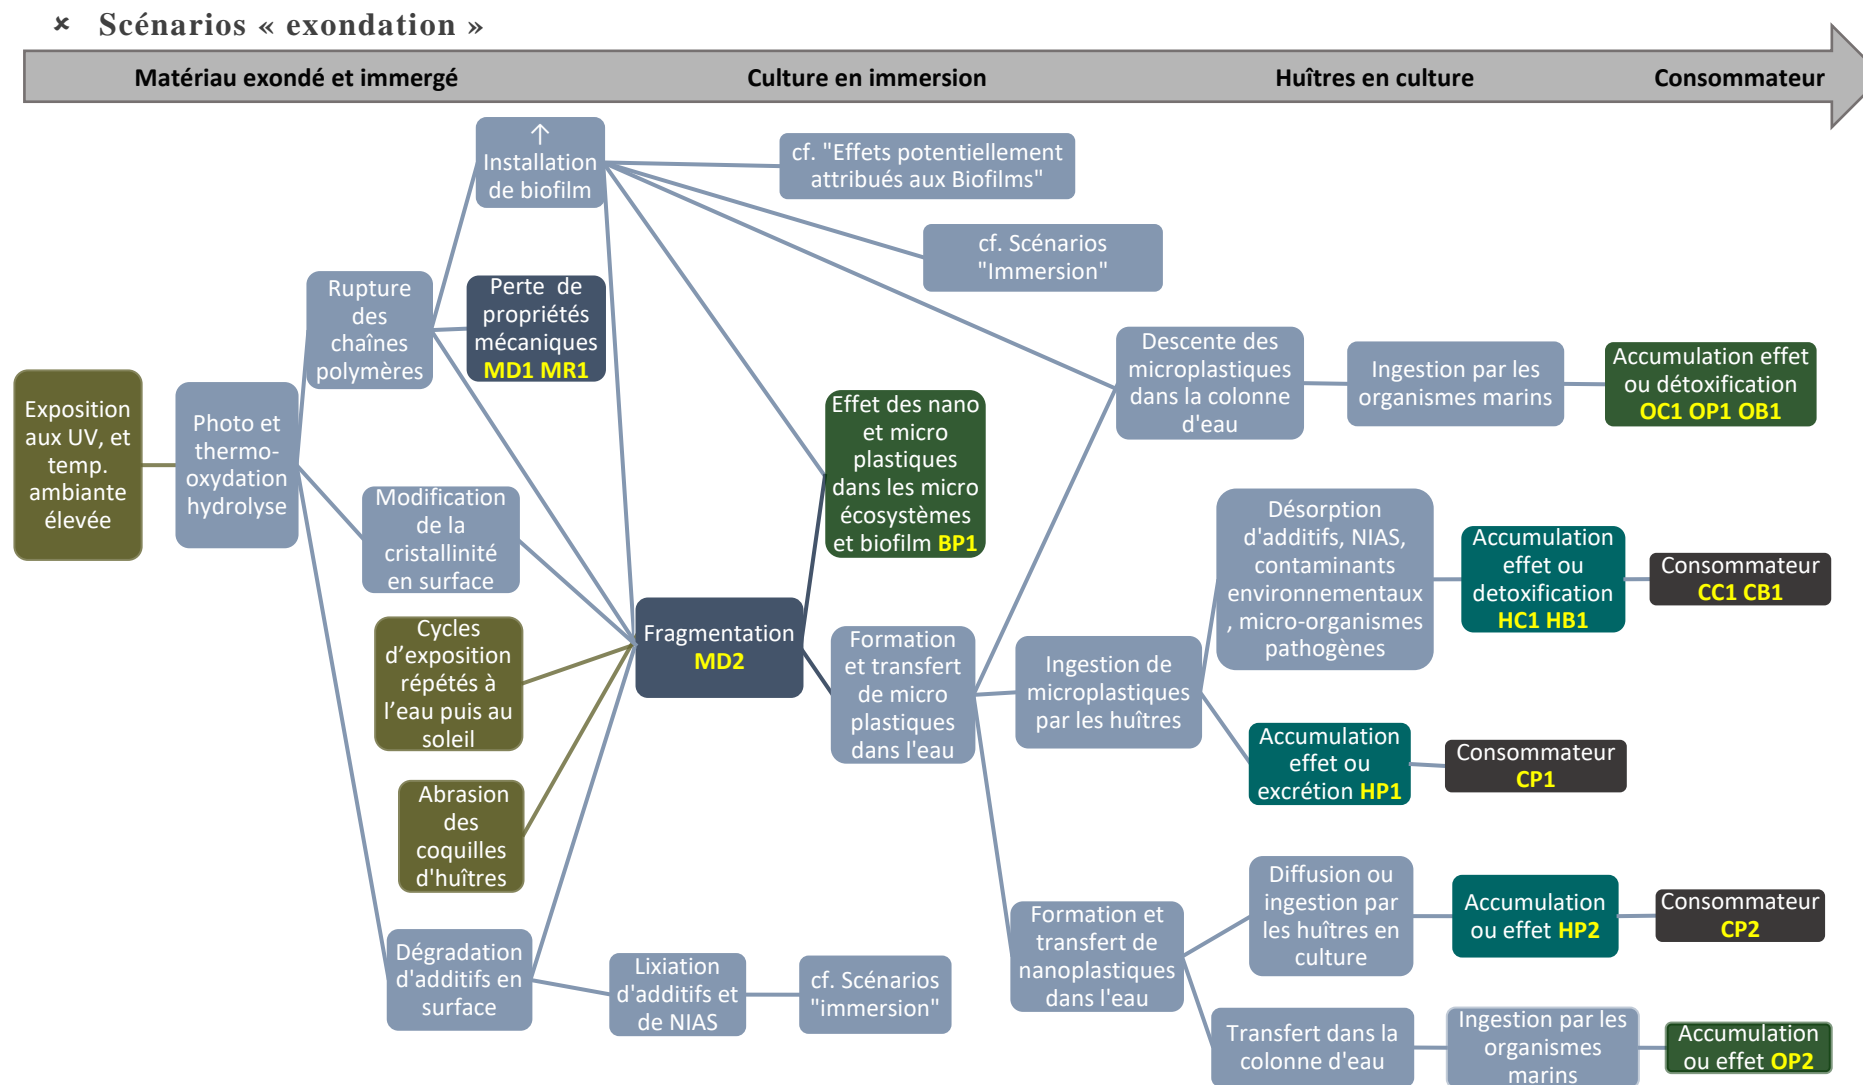 × Scénarios « exondation »
Matériau exondé et immergé
Culture en immersion
Huîtres en culture
Consommateur
Exposition
aux UV, et
temp.
ambiante
élevée
Photo et
thermo-
oxydation
hydrolyse
Rupture
des
chaînes
polymères
Modification
de la
cristallinité
en surface
Cycles
d’exposition
répétés à
l’eau puis au
soleil
Abrasion
des
coquilles
d'huîtres
Dégradation
d'additifs en
surface
↑
Installation
de biofilm
Perte de
propriétés
mécaniques
MD1 MR1
Fragmentation
MD2
Lixiation
d'additifs et
de NIAS
cf. Scénarios
"immersion"
cf. "Effets potentiellement
attribués aux Biofilms"
cf. Scénarios
"Immersion"
Effet des nano
et micro
plastiques
dans les micro
écosystèmes
et biofilm BP1
Formation
et transfert
de micro
plastiques
dans l'eau
Descente des
microplastiques
dans la colonne
d'eau
Ingestion par les
organismes marins
Accumulation effet
ou détoxification
OC1 OP1 OB1
Ingestion de
microplastiques
par les huîtres
Désorption
d'additifs, NIAS,
contaminants
environnementaux
, micro-organismes
pathogènes
Accumulation
effet ou
detoxification
HC1 HB1
Consommateur
CC1 CB1
Accumulation
effet ou
excrétion HP1
Consommateur
CP1
Formation et
transfert de
nanoplastiques
dans l'eau
Diffusion ou
ingestion par
les huîtres en
culture
Accumulation
ou effet HP2
Consommateur
CP2
Transfert dans la
colonne d'eau
Ingestion par les
organismes
marins
Accumulation
ou effet OP2